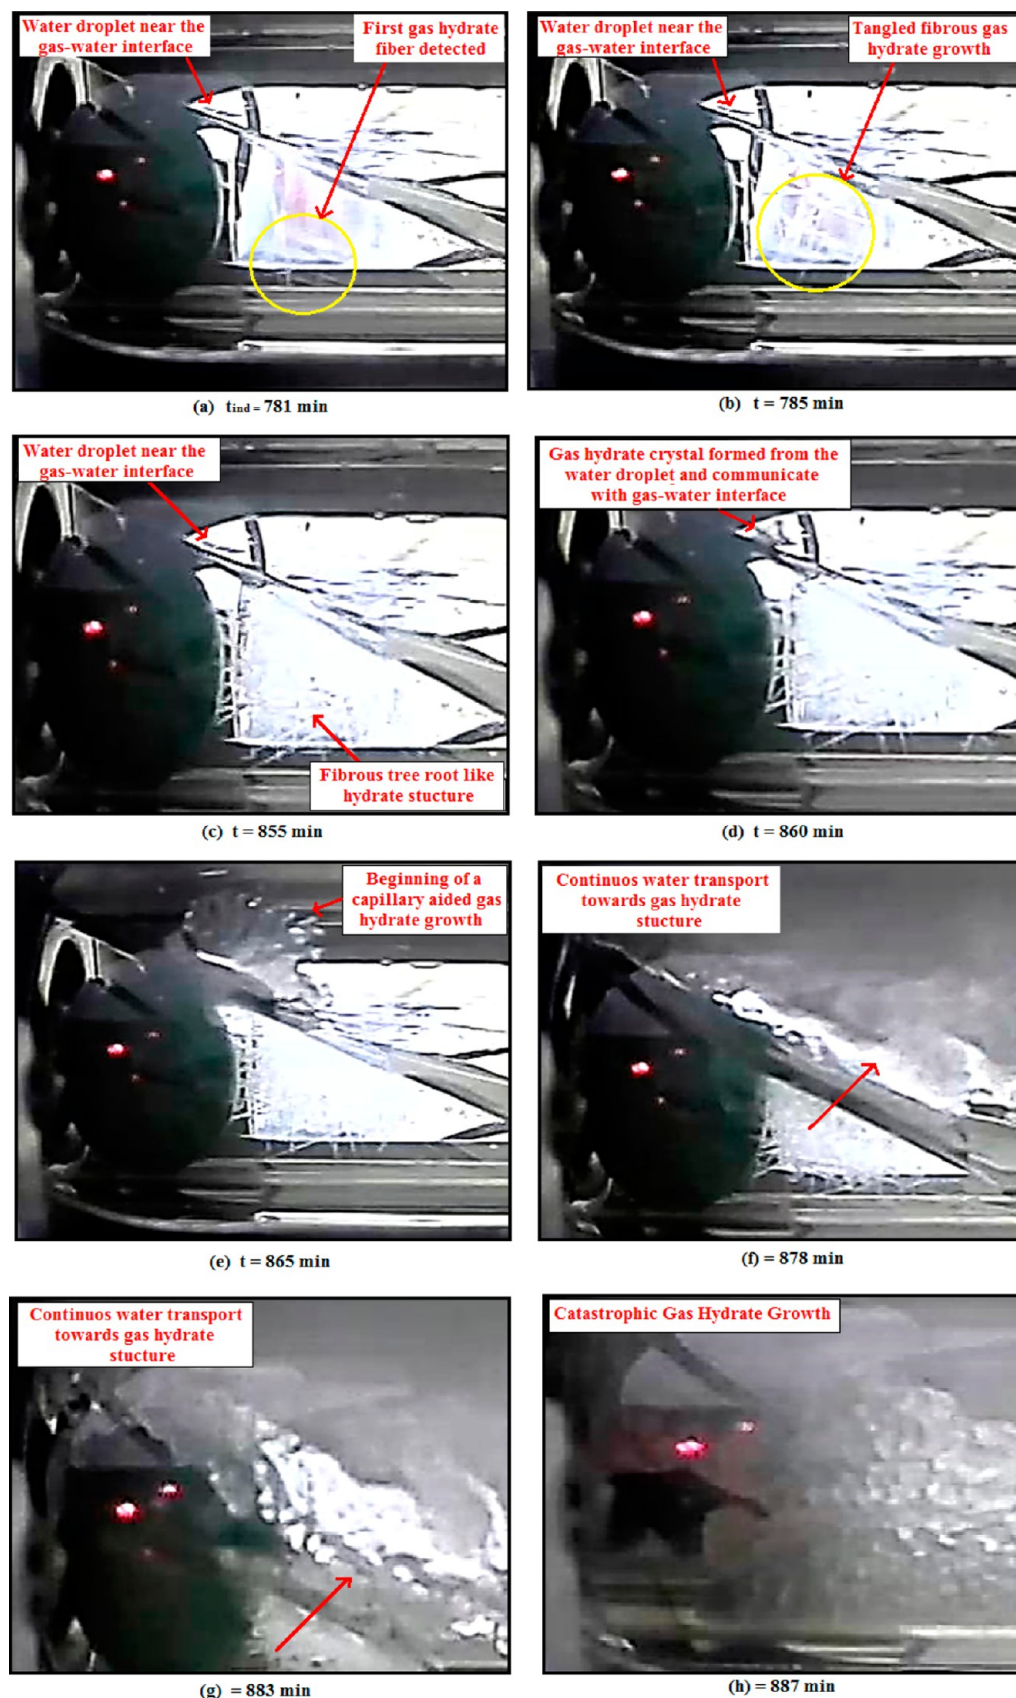 Water droplet near the
gas-water interface
First gas hydrate
fiber detected
(a) tind = 781 min
Water droplet near the
gas-water interface
Tangled fibrous gas
hydrate growth
(b) t = 785 min
Water droplet near the
gas-water interface
Fibrous tree root like
hydrate stucture
(c) t = 855 min
Gas hydrate crystal formed from the
water droplet and communicate
with gas-water interface
(d) t = 860 min
Beginning of a
capillary aided gas
hydrate growth
(e) t = 865 min
Continuos water transport
towards gas hydrate
stucture
(f) = 878 min
Continuos water transport
towards gas hydrate
stucture
(g) = 883 min
Catastrophic Gas Hydrate Growth
(h) = 887 min